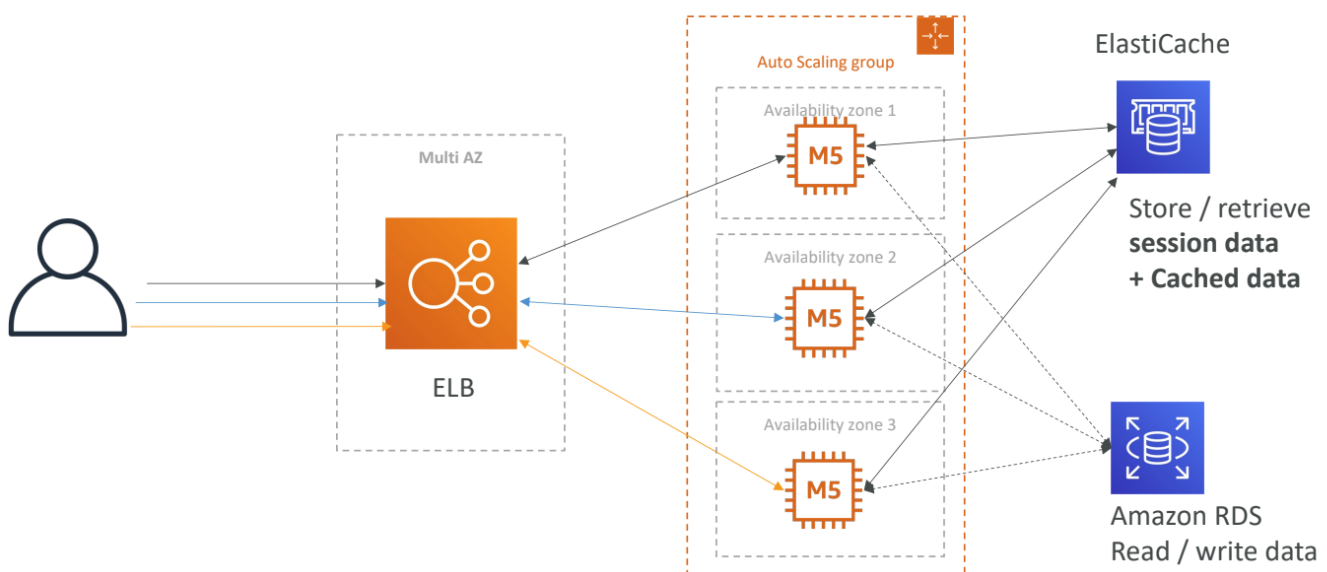 Multi AZ
ELB
Auto Scaling group
Availability zone 1
M5
Availability zone 2
M5
Availability zone 3
M5
ElastiCache
Store / retrieve
session data
+ Cached data
Amazon RDS
Read / write data